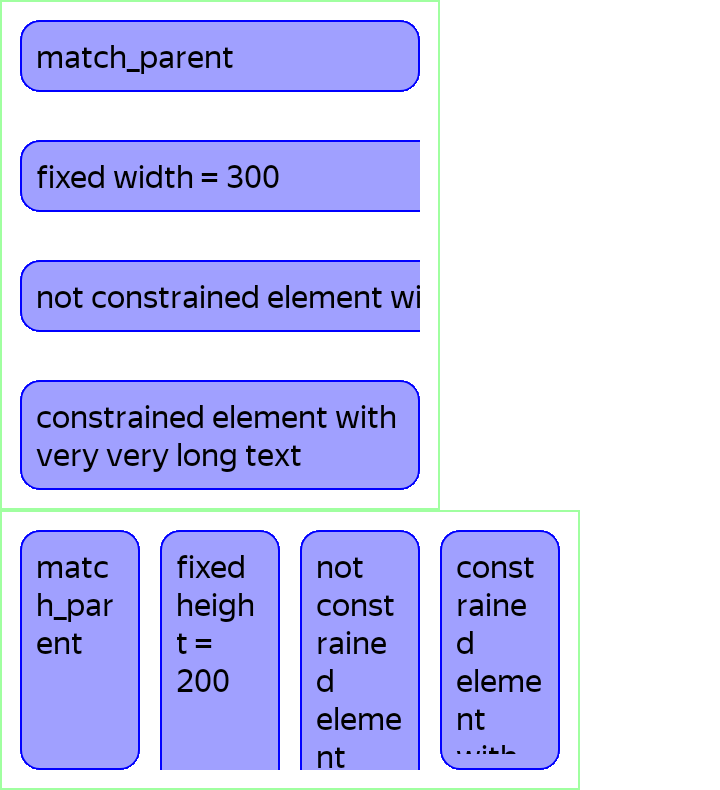 match_parent
fixed width = 300
not constrained element wi
constrained element with
very very long text
matc
h_par
ent
fixed
heigh
t =
200
not
const
raine
d
eleme
nt
const
raine
d
eleme
nt
with